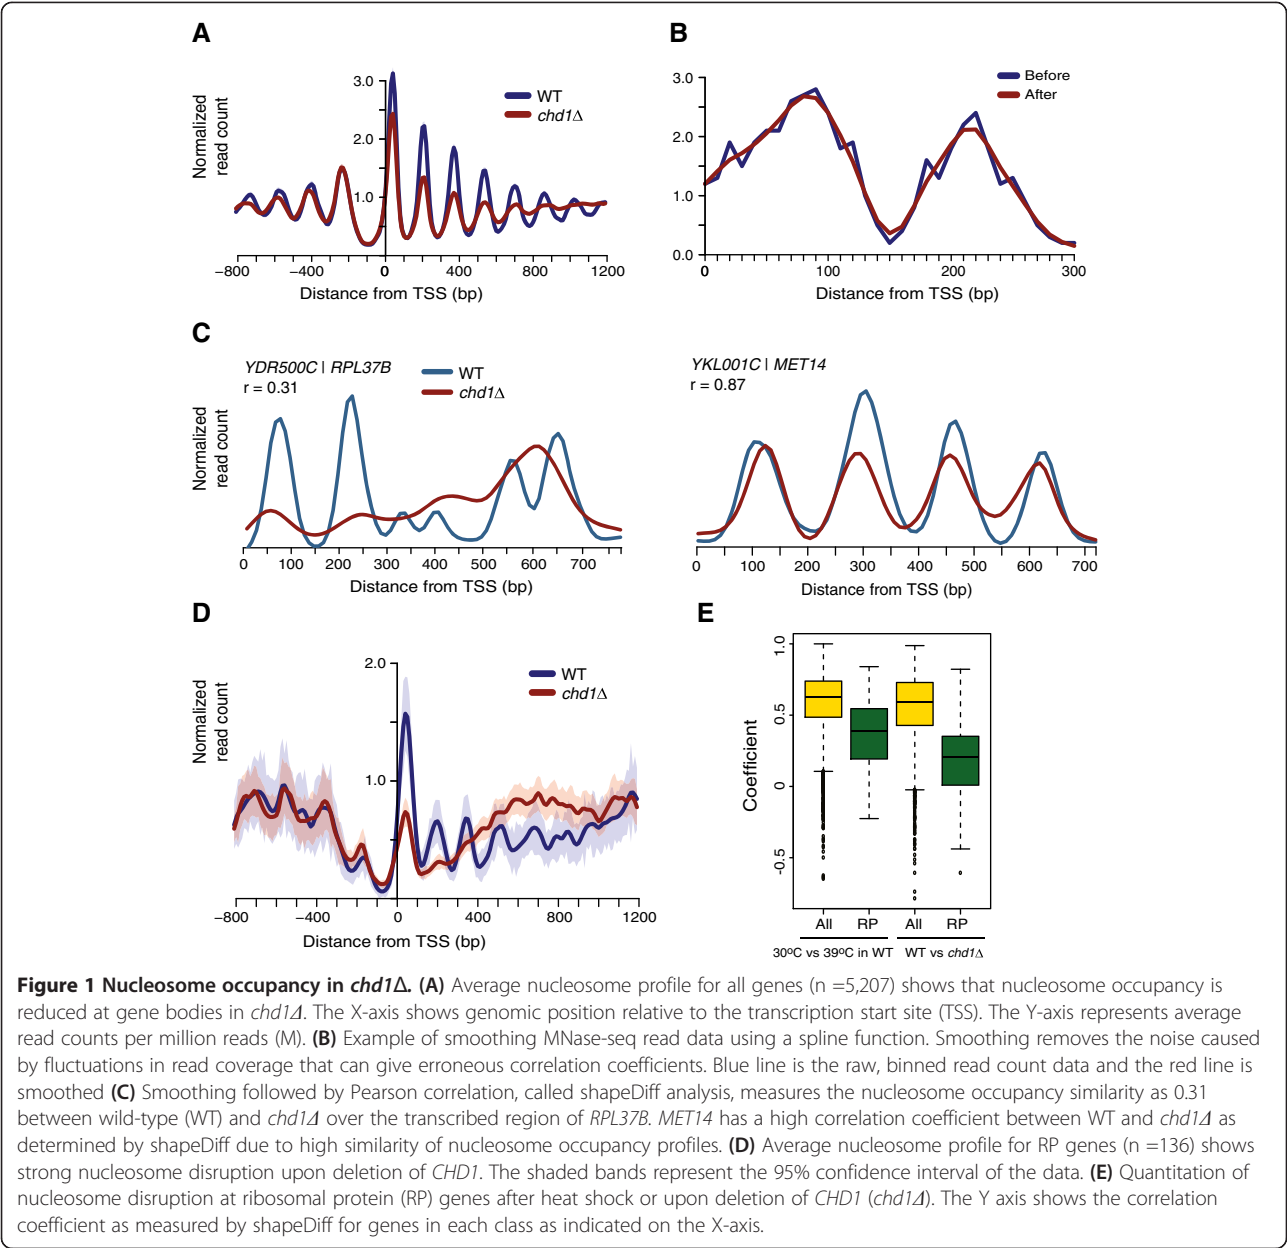 A
Normalized
read count
3.0
2.0
1.0
WT
chd1Δ
−800 −400 0 400 800 1200
Distance from TSS (bp)
B
3.0
2.0
1.0
0.0
Before
After
0 100 200 300
Distance from TSS (bp)
C
YDR500C | RPL37B
r = 0.31
WT
chd1Δ
Normalized
read count
0 100 200 300 400 500 600 700
Distance from TSS (bp)
YKL001C | MET14
r = 0.87
0 100 200 300 400 500 600 700
Distance from TSS (bp)
D
Normalized
read count
2.0
1.0
WT
chd1Δ
−800 −400 0 400 800 1200
Distance from TSS (bp)
E
Coefficient
1.0
0.5
0
-0.5
All RP All RP
30ºC vs 39ºC in WT WT vs chd1Δ
Figure 1 Nucleosome occupancy in chd1Δ. (A) Average nucleosome profile for all genes (n =5,207) shows that nucleosome occupancy is
reduced at gene bodies in chd1Δ. The X-axis shows genomic position relative to the transcription start site (TSS). The Y-axis represents average
read counts per million reads (M). (B) Example of smoothing MNase-seq read data using a spline function. Smoothing removes the noise caused
by fluctuations in read coverage that can give erroneous correlation coefficients. Blue line is the raw, binned read count data and the red line is
smoothed (C) Smoothing followed by Pearson correlation, called shapeDiff analysis, measures the nucleosome occupancy similarity as 0.31
between wild-type (WT) and chd1Δ over the transcribed region of RPL37B. MET14 has a high correlation coefficient between WT and chd1Δ as
determined by shapeDiff due to high similarity of nucleosome occupancy profiles. (D) Average nucleosome profile for RP genes (n =136) shows
strong nucleosome disruption upon deletion of CHD1. The shaded bands represent the 95% confidence interval of the data. (E) Quantitation of
nucleosome disruption at ribosomal protein (RP) genes after heat shock or upon deletion of CHD1 (chd1Δ). The Y axis shows the correlation
coefficient as measured by shapeDiff for genes in each class as indicated on the X-axis.